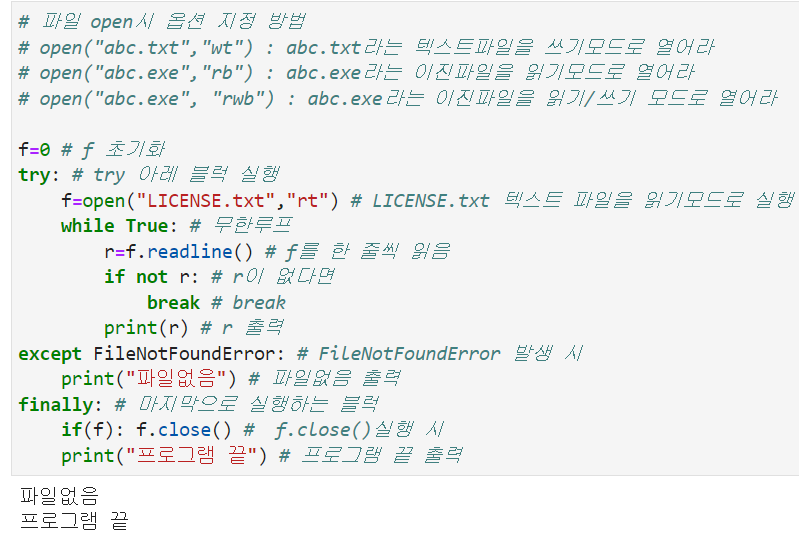 # 파일 open시 옵션 지정 방법
# open("abc.txt","wt") : abc.txt라는 텍스트파일을 쓰기모드로 열어라
# open("abc.exe","rb") : abc.exe라는 이진파일을 읽기모드로 열어라
# open("abc.exe", "rwb") : abc.exe라는 이진파일을 읽기/쓰기 모드로 열어라

f=0 # f 초기화
try: # try 아레 블럭 실행
    f=open("LICENSE.txt","rt") # LICENSE.txt 텍스트 파일을 읽기모드로 실행
    while True: # 무한루프
        r=f.readline() # f를 한 줄씩 읽음
        if not r: # r이 없다면
            break # break
        print(r) # r 출력
except FileNotFoundError: # FileNotFoundError 발생 시
    print("파일없음") # 파일없음 출력
finally: # 마지막으로 실행하는 블럭
    if(f): f.close() #  f.close()실행 시
    print("프로그램 끝") # 프로그램 끝 출력
파일없음
프로그램 끝